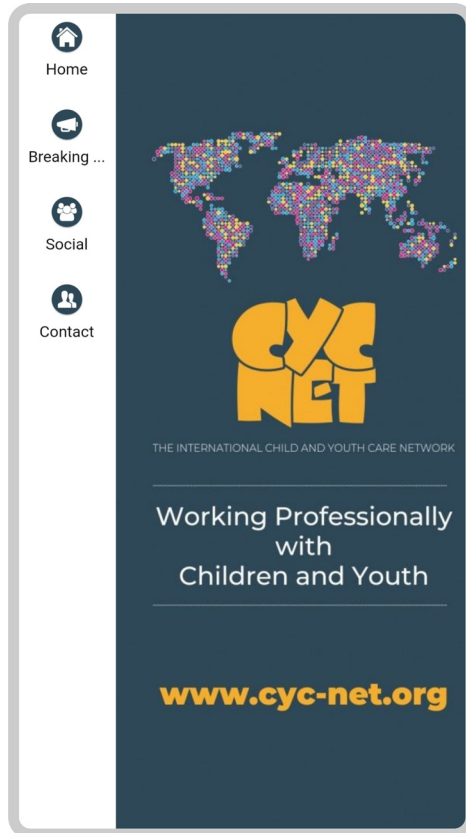 Home
Breaking ...
Social
Contact
CYC
NET
THE INTERNATIONAL CHILD AND YOUTH CARE NETWORK
Working Professionally
with
Children and Youth
www.cyc-net.org